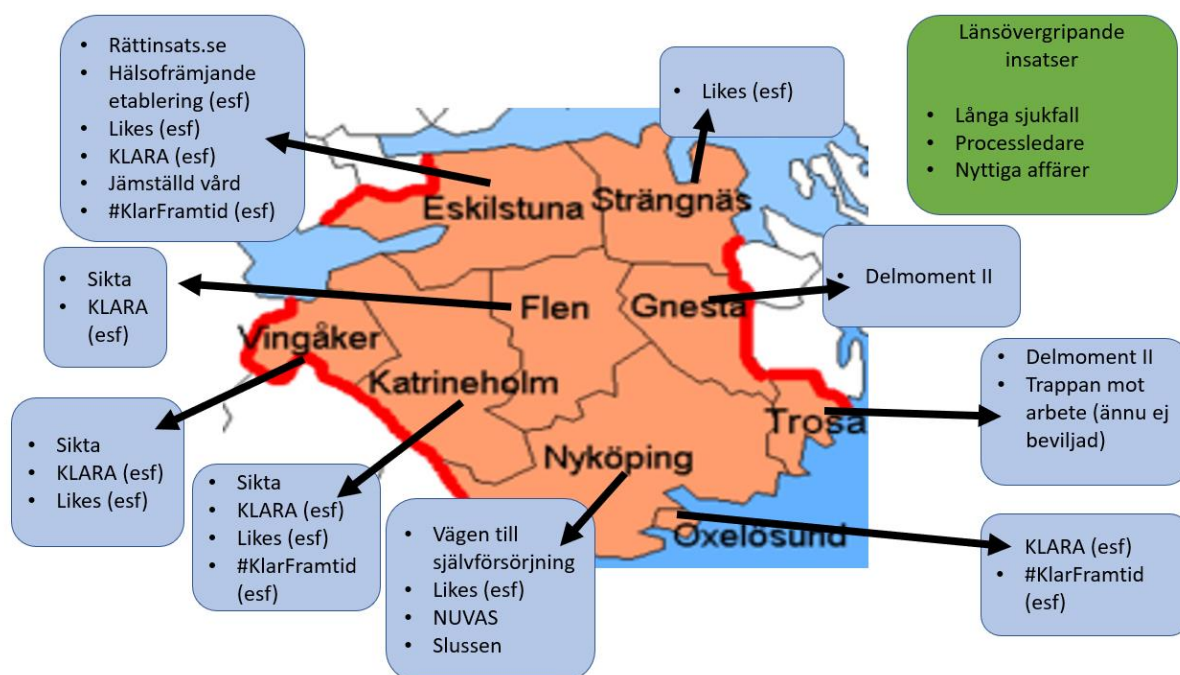 • Rättinsats.se
• Hälsofrämjande
etablering (esf)
• Likes (esf)
• KLARA (esf)
• Jämställd vård
• #KlarFramtid (esf)
• Likes (esf)
Länsövergripande
insatser
• Långa sjukfall
• Processledare
• Nyttiga affärer
Eskilstuna
Strängnäs
• Sikta
• KLARA
(esf)
Flen
Gnesta
• Delmoment II
Vingåker
Katrineholm
Trosa
• Delmoment II
• Trappan mot
arbete (ännu ej
beviljad)
Nyköping
Oxelösund
• Sikta
• KLARA (esf)
• Likes (esf)
• Sikta
• KLARA (esf)
• Likes (esf)
• #KlarFramtid
(esf)
• Vägen till
självförsörjning
• Likes (esf)
• NUVAS
• Slussen
KLARA (esf)
• #KlarFramtid
(esf)